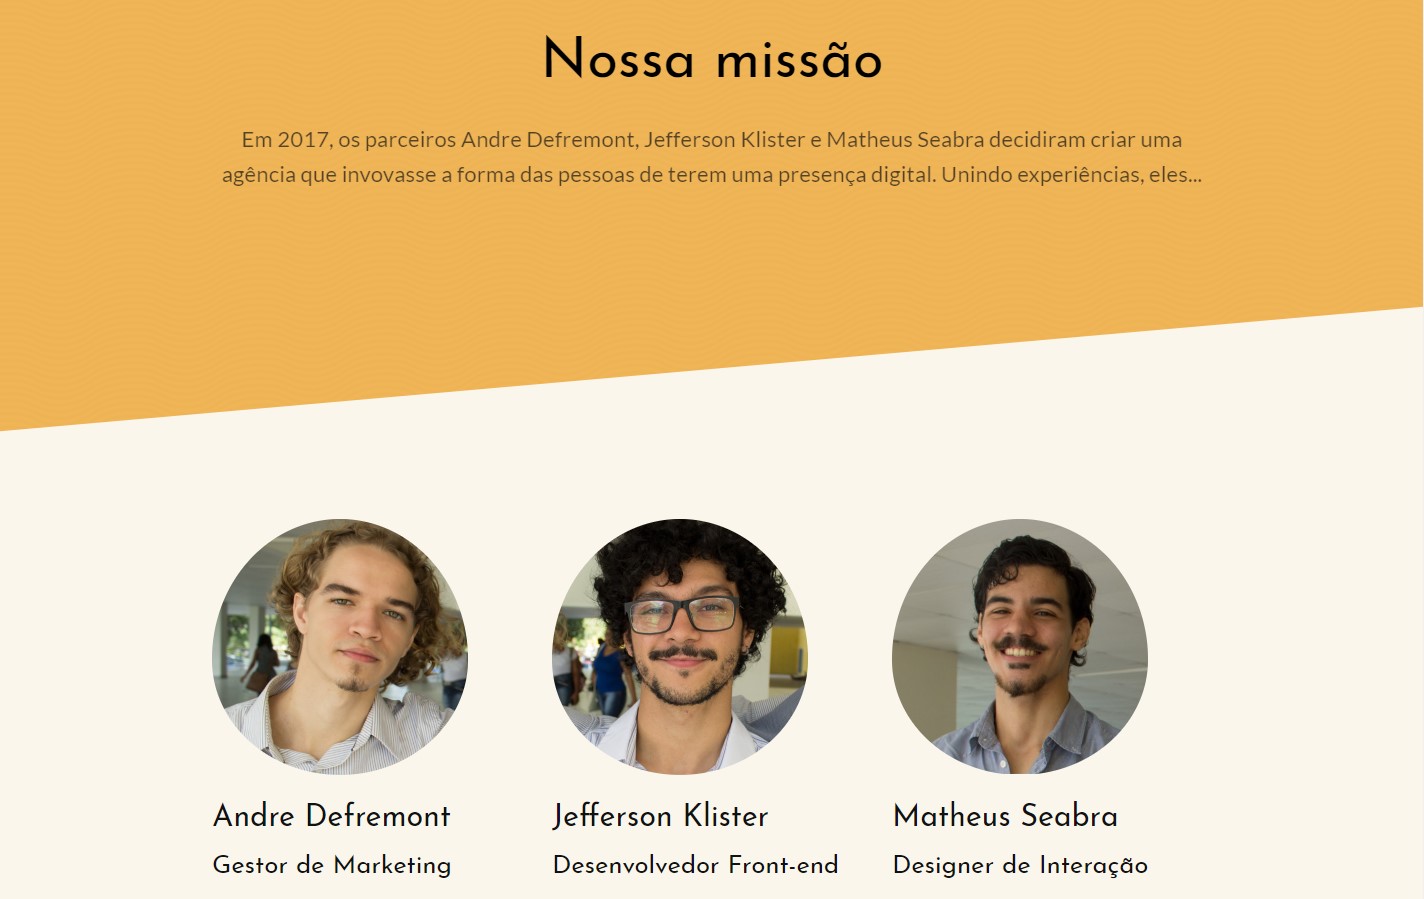 Nossa missão
Em 2017, os parceiros Andre Defremont, Jefferson Klister e Matheus Seabra decidiram criar uma
agência que invovasse a forma das pessoas de terem uma presença digital. Unindo experiências, eles...
Andre Defremont
Jefferson Klister
Matheus Seabra
Gestor de Marketing
Desenvolvedor Front-end
Designer de Interação